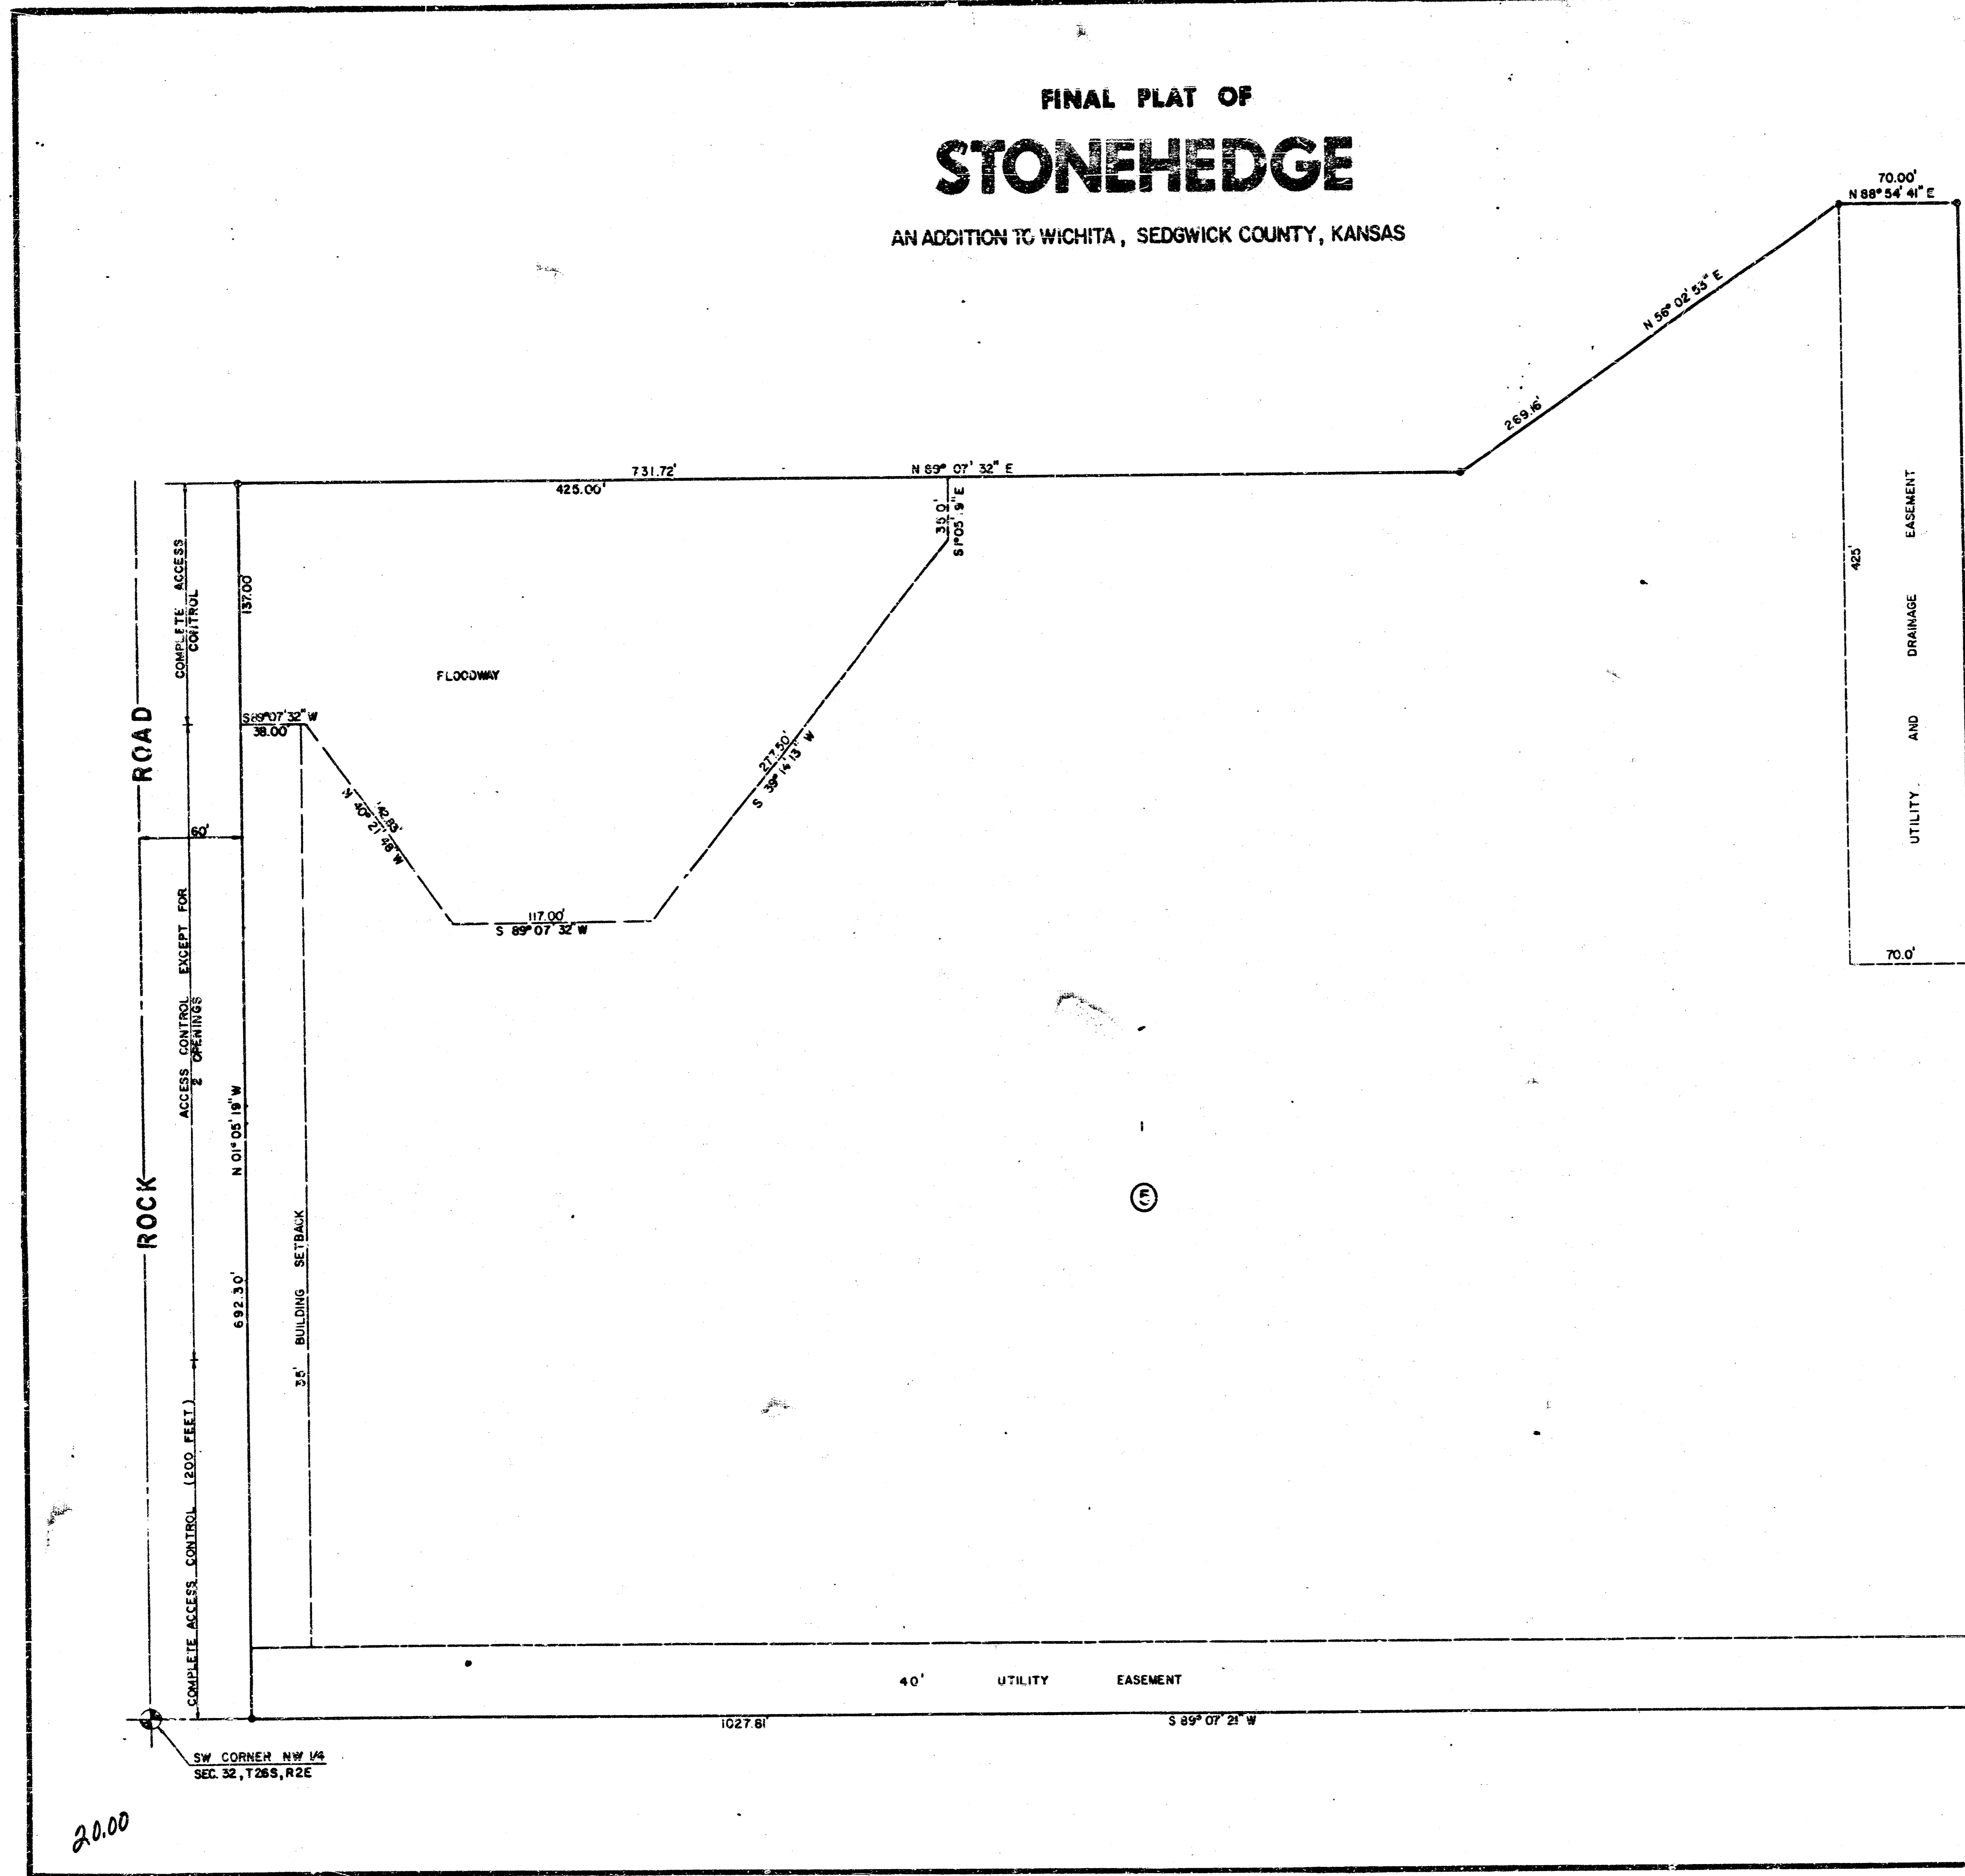 FINAL PLAT OF
STONEHEDGE
AN ADDITION TO WICHITA, SEDGWICK COUNTY, KANSAS
70.00'
N 88° 54' 41" E
N 56° 02' 53" E
269.16'
731.72'
N 89° 07' 32" E
425.00'
35.0'
S 1° 05' 19" E
COMPLETE ACCESS
CONTROL
137.00'
FLOODWAY
S 89° 07' 32" W
38.00'
142.83'
N 40° 21' 48" W
117.00'
S 89° 07' 32" W
277.50'
S 39° 14' 13" W
425'
UTILITY AND DRAINAGE EASEMENT
70.0'
ROCK ROAD
60'
ACCESS CONTROL EXCEPT FOR
2 OPENINGS
N 01° 05' 19" W
692.30'
35' BUILDING SETBACK
COMPLETE ACCESS CONTROL (200 FEET)
1
40' UTILITY EASEMENT
1027.81'
S 89° 07' 21" W
SW CORNER NW 1/4
SEC. 32, T26S, R2E
20.00